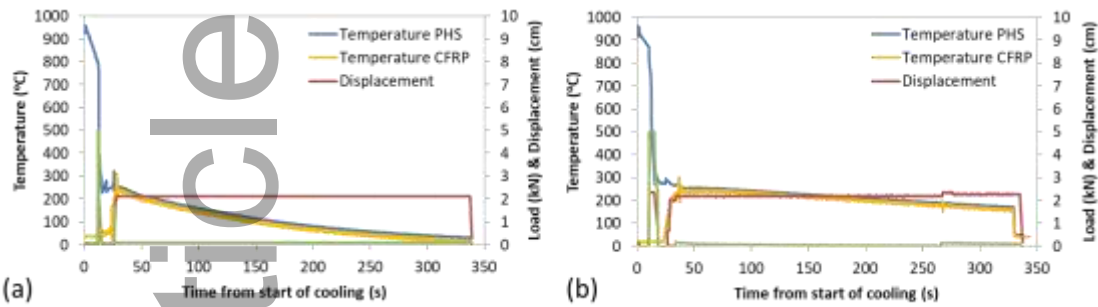 1000
900
800
700
600
500
400
300
200
100
0
Temperature (°C)
Temperature PHS
Temperature CFRP
Displacement
10
9
8
7
6
5
4
3
2
1
0
Load (kN) & Displacement (cm)
0 50 100 150 200 250 300 350
Time from start of cooling (s)
(a)
ticle
1000
900
800
700
600
500
400
300
200
100
0
Temperature (°C)
Temperature PHS
Temperature CFRP
Displacement
10
9
8
7
6
5
4
3
2
1
0
Load (kN) & Displacement (cm)
0 50 100 150 200 250 300 350
Time from start of cooling (s)
(b)